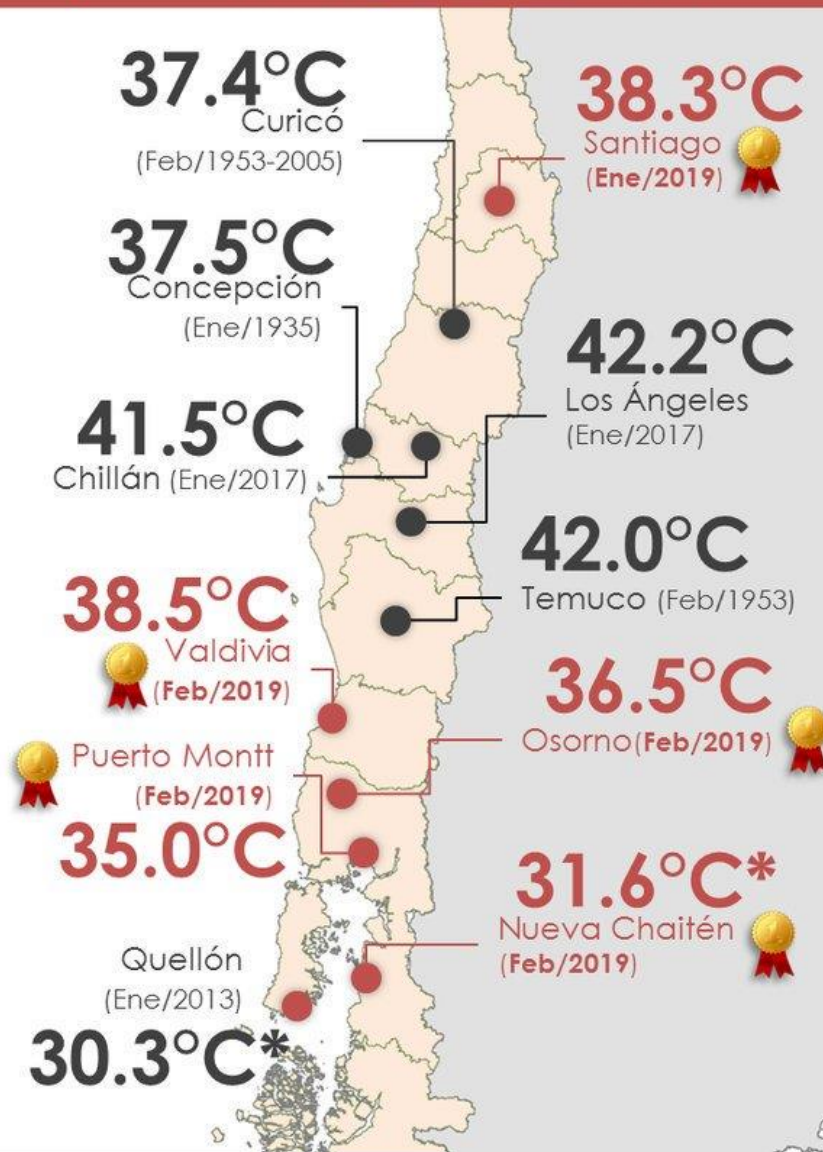 37.4°C
Curicó
(Feb/1953-2005)
38.3°C
Santiago
(Ene/2019)
37.5°C
Concepción
(Ene/1935)
42.2°C
Los Ángeles
(Ene/2017)
41.5°C
Chillán (Ene/2017)
42.0°C
Temuco (Feb/1953)
38.5°C
Valdivia
(Feb/2019)
36.5°C
Osorno(Feb/2019)
Puerto Montt
(Feb/2019)
35.0°C
31.6°C*
Nueva Chaitén
(Feb/2019)
Quellón
(Ene/2013)
30.3°C*